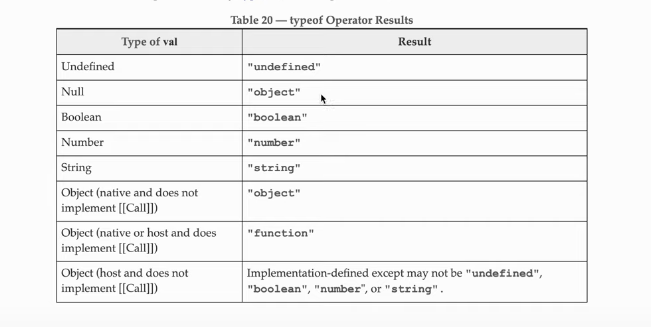 Table 20 — typeof Operator Results
Type of val Result
Undefined "undefined"
Null "object"
Boolean "boolean"
Number "number"
String "string"
Object (native and does not "object"
implement [[Call]])
Object (native or host and does "function"
implement [[Call]])
Object (host and does not Implementation-defined except may not be "undefined",
implement [[Call]]) "boolean", "number", or "string".